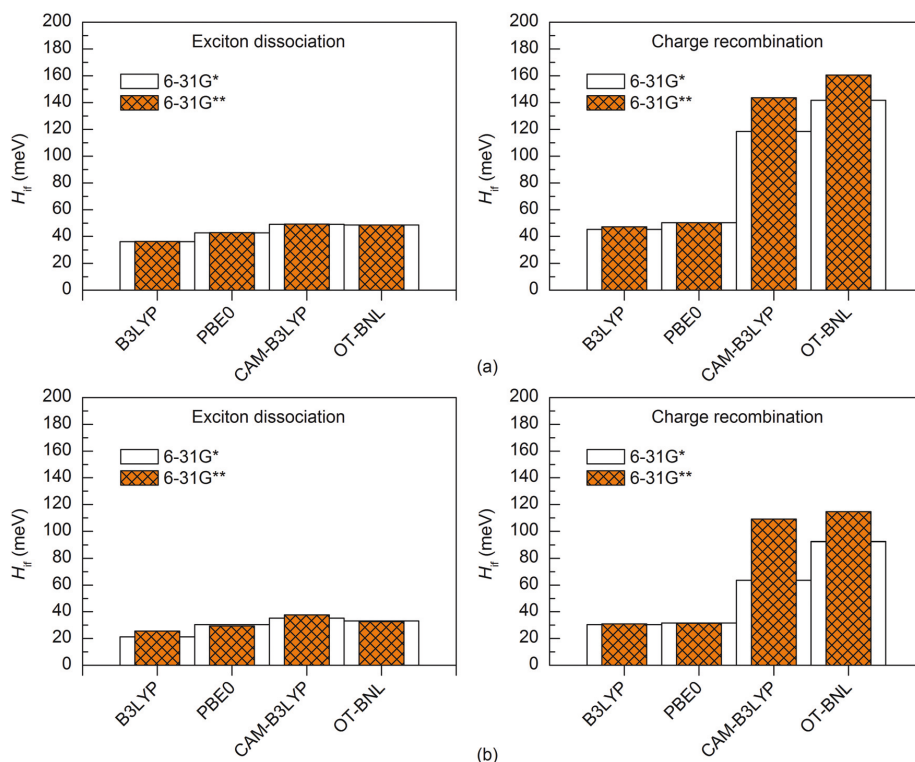 200
180
160
140
120
100
80
60
40
20
0
H_if (meV)
Exciton dissociation
6-31G*
6-31G**
B3LYP
PBE0
CAM-B3LYP
OT-BNL
200
180
160
140
120
100
80
60
40
20
0
H_if (meV)
Charge recombination
6-31G*
6-31G**
B3LYP
PBE0
CAM-B3LYP
OT-BNL
(a)
200
180
160
140
120
100
80
60
40
20
0
H_if (meV)
Exciton dissociation
6-31G*
6-31G**
B3LYP
PBE0
CAM-B3LYP
OT-BNL
200
180
160
140
120
100
80
60
40
20
0
H_if (meV)
Charge recombination
6-31G*
6-31G**
B3LYP
PBE0
CAM-B3LYP
OT-BNL
(b)